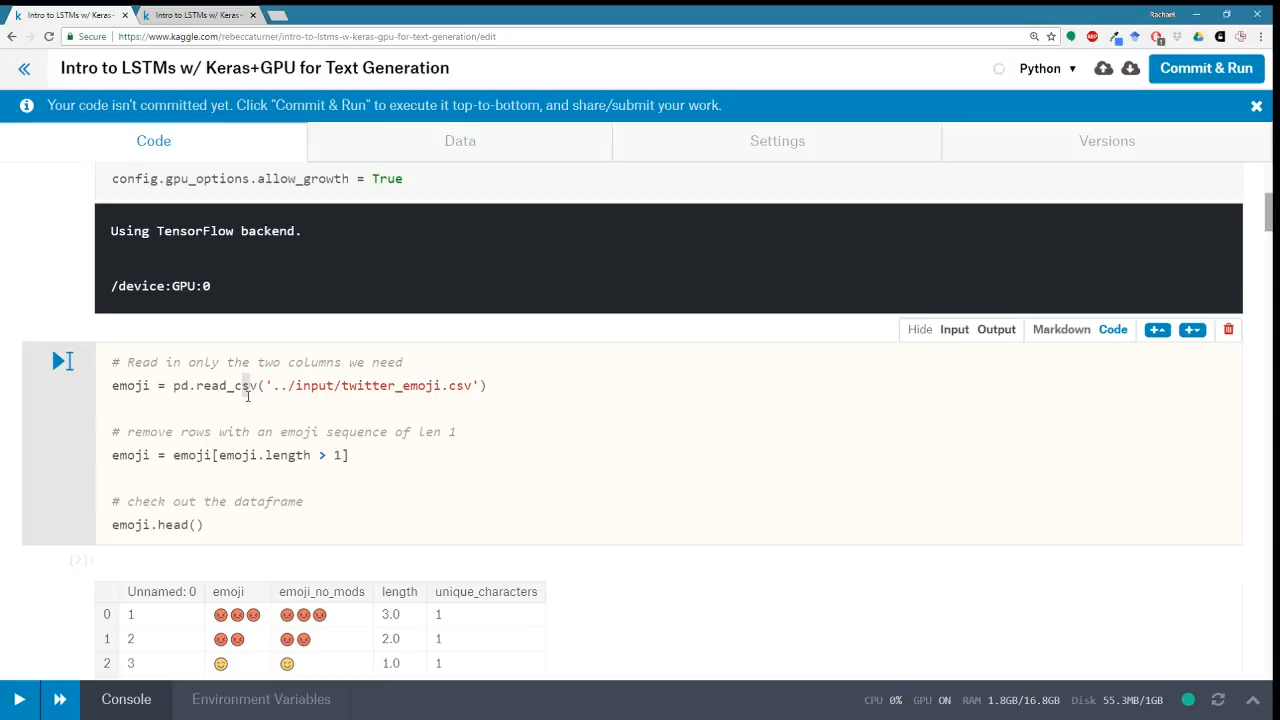 Intro to LSTMs w/ Keras+
Intro to LSTMs w/ Keras+
Rachael
Secure
https://www.kaggle.com/rebeccaturner/intro-to-lstms-w-keras-gpu-for-text-generation/edit
Intro to LSTMs w/ Keras+GPU for Text Generation
Python
Commit & Run
Your code isn't committed yet. Click "Commit & Run" to execute it top-to-bottom, and share/submit your work.
Code
Data
Settings
Versions
config.gpu_options.allow_growth = True
Using TensorFlow backend.
/device:GPU:0
Hide Input Output Markdown Code
# Read in only the two columns we need
emoji = pd.read_csv('../input/twitter_emoji.csv')
# remove rows with an emoji sequence of len 1
emoji = emoji[emoji.length > 1]
# check out the dataframe
emoji.head()
[2]:
Unnamed: 0 emoji emoji_no_mods length unique_characters
0 1 😡😡😡 😡😡😡 3.0 1
1 2 😡😡 😡😡 2.0 1
2 3 😊 😊 1.0 1
Console
Environment Variables
CPU 0% GPU ON RAM 1.8GB/16.8GB Disk 55.3MB/1GB